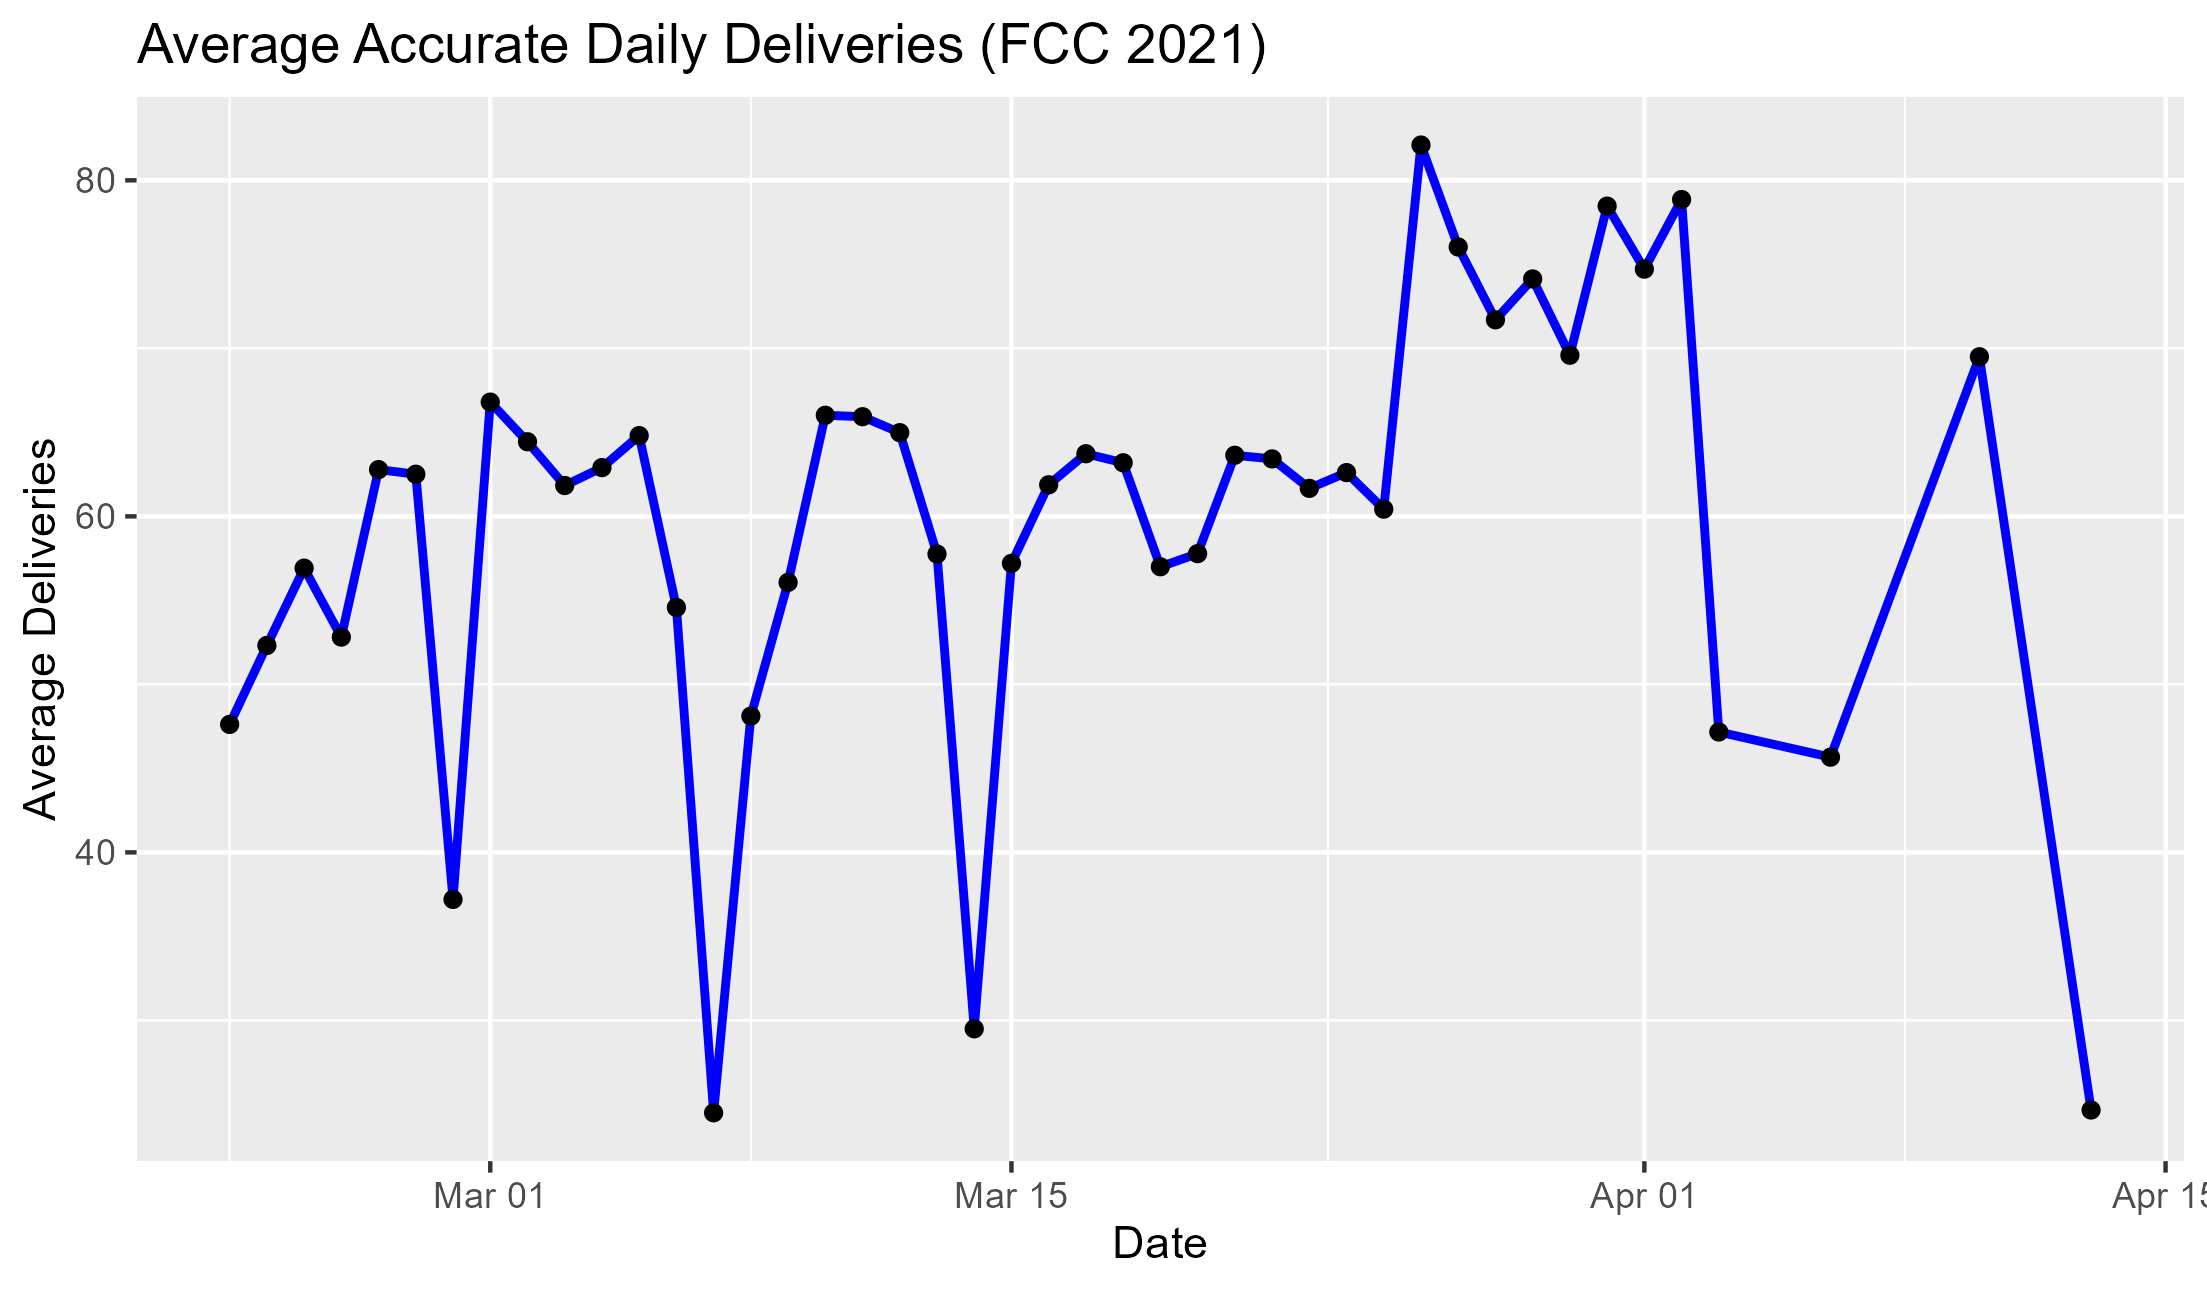 Average Accurate Daily Deliveries (FCC 2021)
Average Deliveries
80
60
40
Mar 01 Mar 15 Apr 01 Apr 15
Date